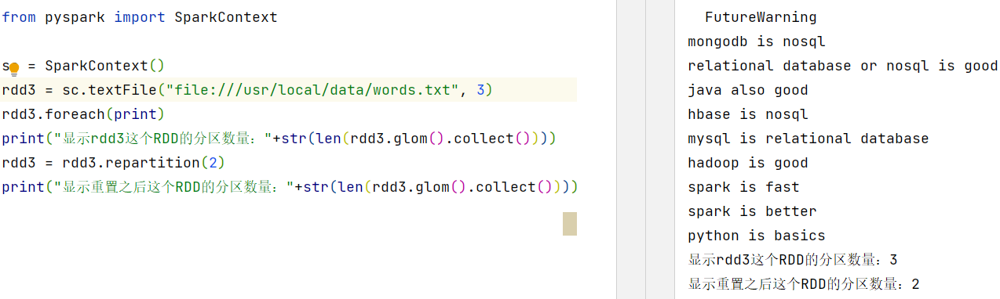 from pyspark import SparkContext
s = SparkContext()
rdd3 = sc.textFile("file:///usr/local/data/words.txt", 3)
rdd3.foreach(print)
print("显示rdd3这个RDD的分区数量："+str(len(rdd3.glom().collect())))
rdd3 = rdd3.repartition(2)
print("显示重置之后这个RDD的分区数量："+str(len(rdd3.glom().collect())))
FutureWarning
mongodb is nosql
relational database or nosql is good
java also good
hbase is nosql
mysql is relational database
hadoop is good
spark is fast
spark is better
python is basics
显示rdd3这个RDD的分区数量：3
显示重置之后这个RDD的分区数量：2